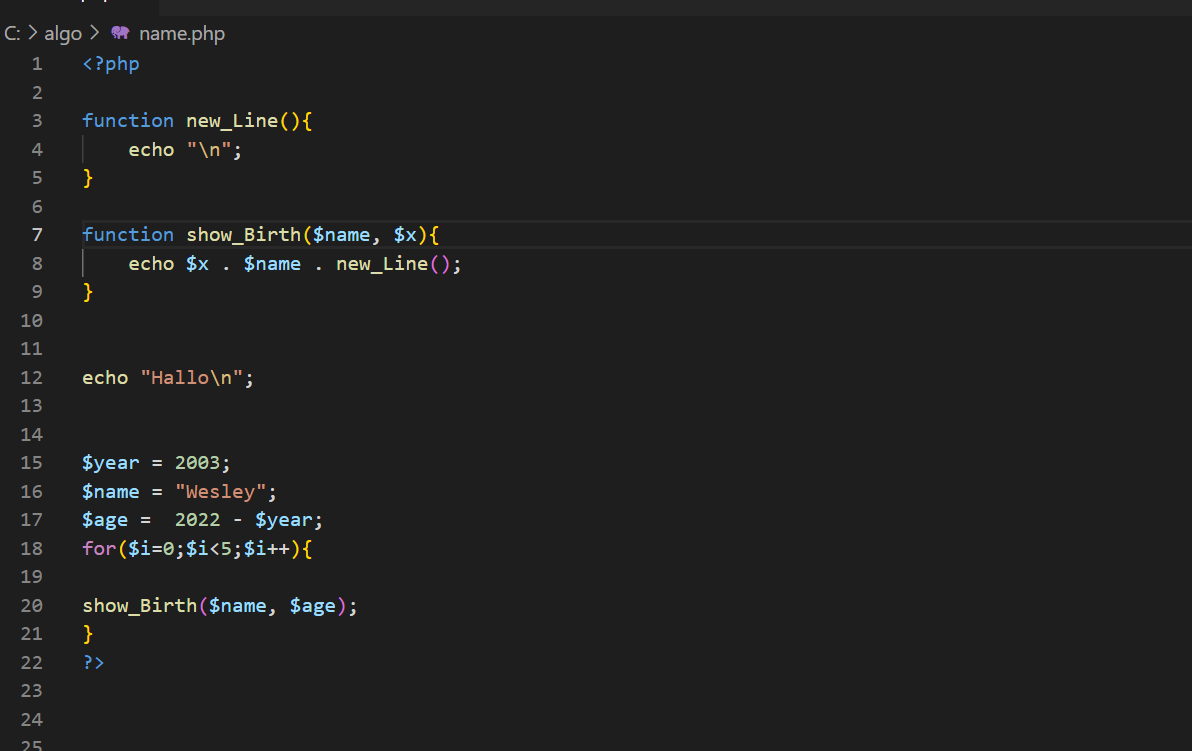 C: > algo > name.php
1 <?php
2
3 function new_Line(){
4     echo "\n";
5 }
6
7 function show_Birth($name, $x){
8     echo $x . $name . new_Line();
9 }
10
11
12 echo "Hallo\n";
13
14
15 $year = 2003;
16 $name = "Wesley";
17 $age =  2022 - $year;
18 for($i=0;$i<5;$i++){
19
20 show_Birth($name, $age);
21 }
22 ?>
23
24
25